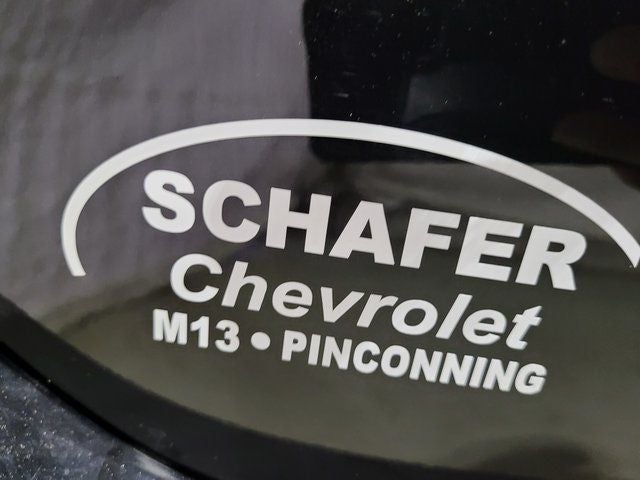 SCHAFER
Chevrolet
M13 • PINCONNING